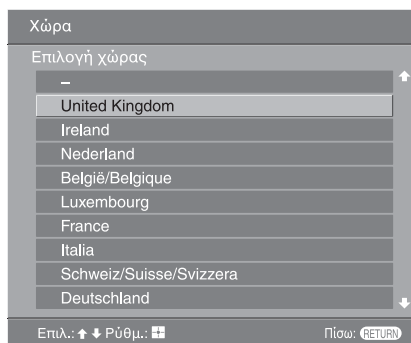 Χώρα
Επιλογή χώρας
–
United Kingdom
Ireland
Nederland
België/Belgique
Luxembourg
France
Italia
Schweiz/Suisse/Svizzera
Deutschland
Επιλ.: Ρύθμ.: Πίσω: RETURN